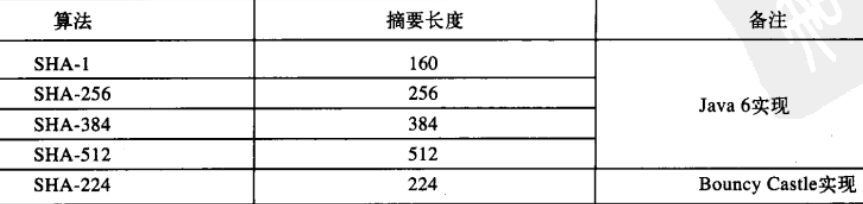 算法 摘要长度 备注
SHA-1 160
SHA-256 256
Java 6实现
SHA-384 384
SHA-512 512
SHA-224 224 Bouncy Castle实现